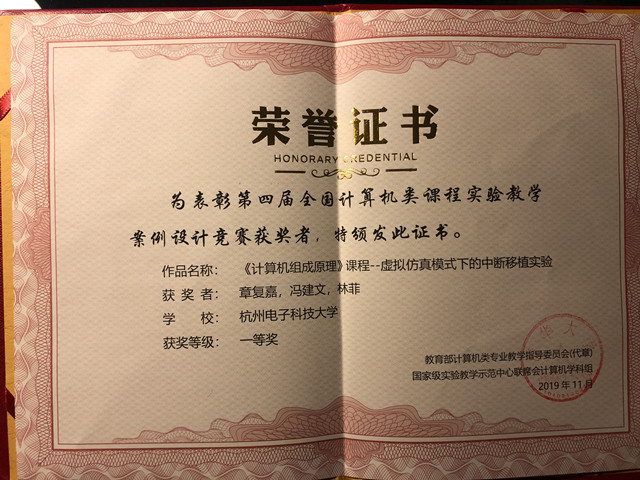 荣誉证书
HONORARY CREDENTIAL
为表彰第四届全国计算机类课程实验教学
案例设计竞赛获奖者，特颁发此证书。
作品名称： 《计算机组成原理》课程--虚拟仿真模式下的中断移植实验
获 奖 者： 章复嘉，冯建文，林菲
学 校： 杭州电子科技大学
获奖等级： 一等奖
教育部计算机类专业教学指导委员会(代章)
国家级实验教学示范中心联席会计算机学科组
2019 年 11 月